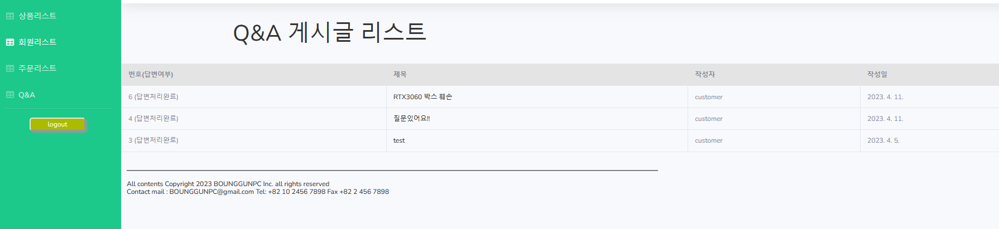 상품리스트
회원리스트
주문리스트
Q&A
logout
Q&A 게시글 리스트
번호(답변여부) 제목 작성자 작성일
6 (답변처리완료) RTX3060 박스 훼손 customer 2023. 4. 11.
4 (답변처리완료) 질문있어요!! customer 2023. 4. 11.
3 (답변처리완료) test customer 2023. 4. 5.
All contents Copyright 2023 BOUNGGUNPC Inc. all rights reserved
Contact mail : BOUNGGUNPC@gmail.com Tel: +82 10 2456 7898 Fax +82 2 456 7898